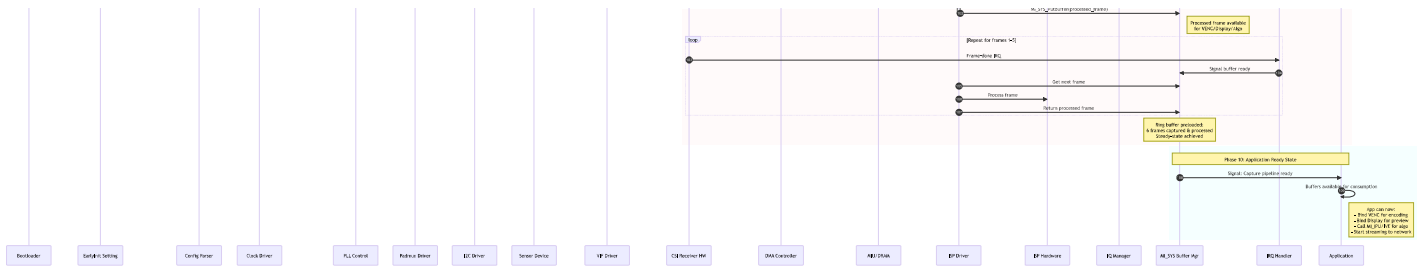 MI_SYS_PutBuffer(processed_frame)
Processed frame available
for VENC/Display/Algo
loop
[Repeat for frames 1-5]
Frame-done IRQ
Signal buffer ready
Get next frame
Process frame
Return processed frame
Ring buffer preloaded:
6 frames captured & processed
Steady-state achieved
Phase 10: Application Ready State
Signal: Capture pipeline ready
Buffers available for consumption
App can now:
• Bind VENC for encoding
• Bind Display for preview
• Call MI_IPU/IVE for algo
• Start streaming to network
Bootloader
EarlyInit Setting
Config Parser
Clock Driver
PLL Control
Padmux Driver
I2C Driver
Sensor Device
VIF Driver
CSI Receiver HW
DMA Controller
MIU/DRAM
ISP Driver
ISP Hardware
IQ Manager
MI_SYS Buffer Mgr
IRQ Handler
Application